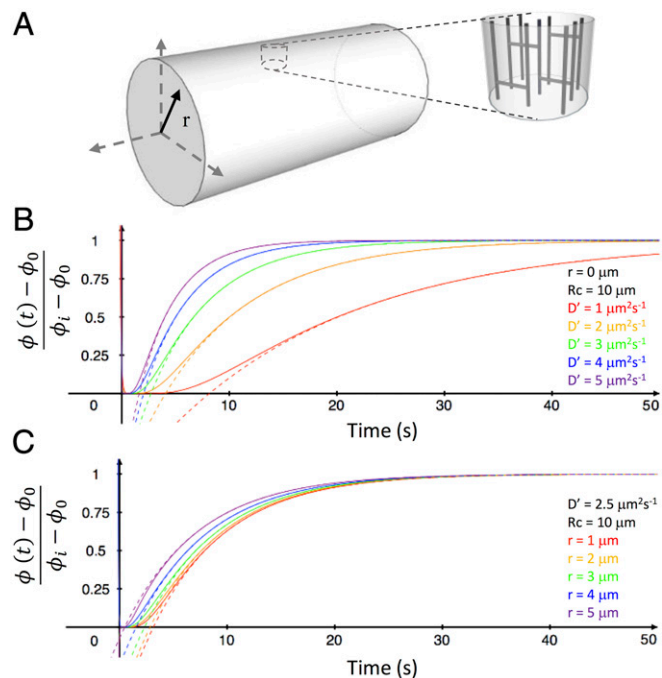 A
r
B
ϕ (t) − ϕ0
ϕi − ϕ0
1
0.75
0.5
0.25
0
10
20
30
40
50
Time (s)
r = 0 μm
Rc = 10 μm
D' = 1 μm²s⁻¹
D' = 2 μm²s⁻¹
D' = 3 μm²s⁻¹
D' = 4 μm²s⁻¹
D' = 5 μm²s⁻¹
C
ϕ (t) − ϕ0
ϕi − ϕ0
1
0.75
0.5
0.25
0
10
20
30
40
50
Time (s)
D' = 2.5 μm²s⁻¹
Rc = 10 μm
r = 1 μm
r = 2 μm
r = 3 μm
r = 4 μm
r = 5 μm